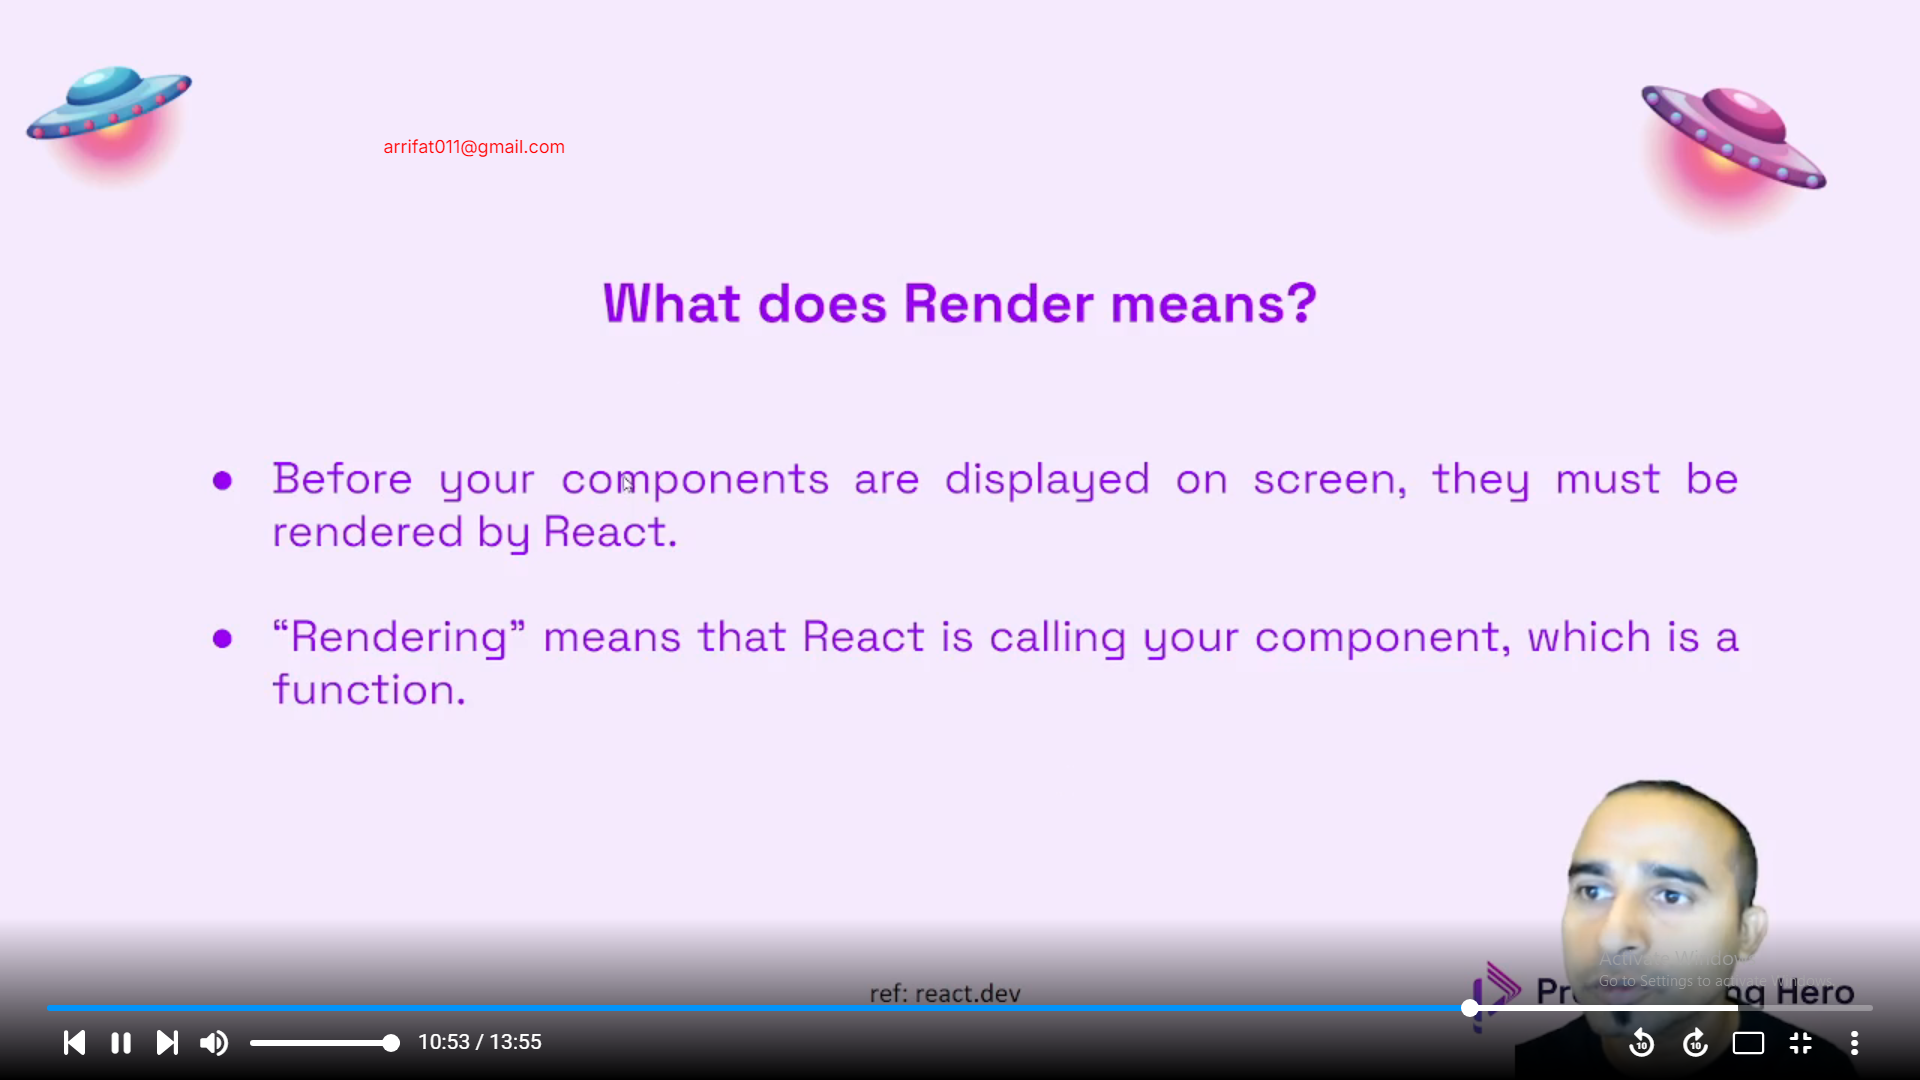 arrifat011@gmail.com
What does Render means?
● Before your components are displayed on screen, they must be
rendered by React.
● “Rendering” means that React is calling your component, which is a
function.
Activate Windows
Go to Settings to activate Windows.
ref: react.dev
Hero
10:53 / 13:55
10
10